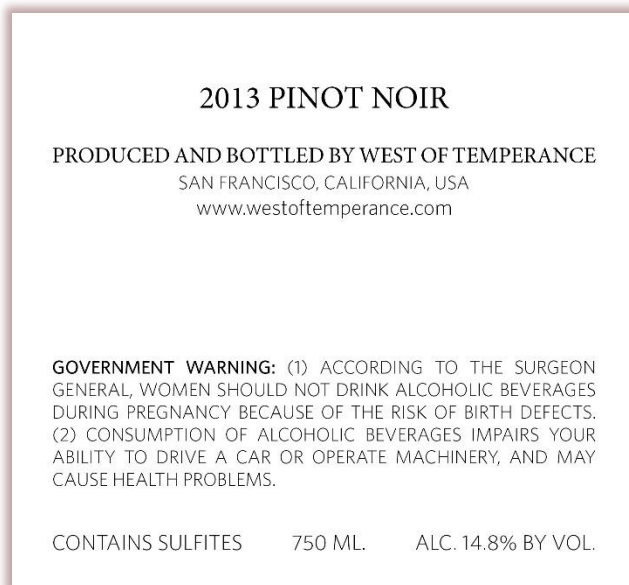 2013 PINOT NOIR
PRODUCED AND BOTTLED BY WEST OF TEMPERANCE
SAN FRANCISCO, CALIFORNIA, USA
www.westoftemperance.com
GOVERNMENT WARNING: (1) ACCORDING TO THE SURGEON
GENERAL, WOMEN SHOULD NOT DRINK ALCOHOLIC BEVERAGES
DURING PREGNANCY BECAUSE OF THE RISK OF BIRTH DEFECTS.
(2) CONSUMPTION OF ALCOHOLIC BEVERAGES IMPAIRS YOUR
ABILITY TO DRIVE A CAR OR OPERATE MACHINERY, AND MAY
CAUSE HEALTH PROBLEMS.
CONTAINS SULFITES 750 ML. ALC. 14.8% BY VOL.